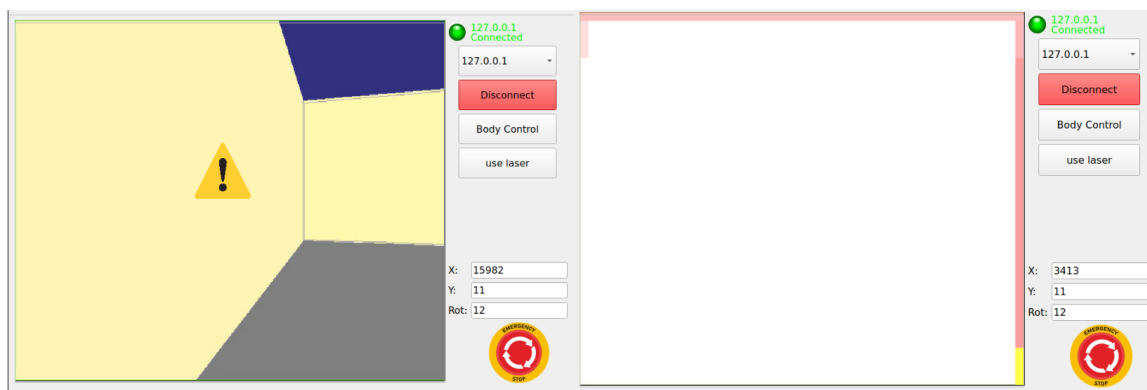 127.0.0.1
Connected
127.0.0.1
Disconnect
Body Control
use laser
X: 15982
Y: 11
Rot: 12
EMERGENCY
STOP
127.0.0.1
Connected
127.0.0.1
Disconnect
Body Control
use laser
X: 3413
Y: 11
Rot: 12
EMERGENCY
STOP